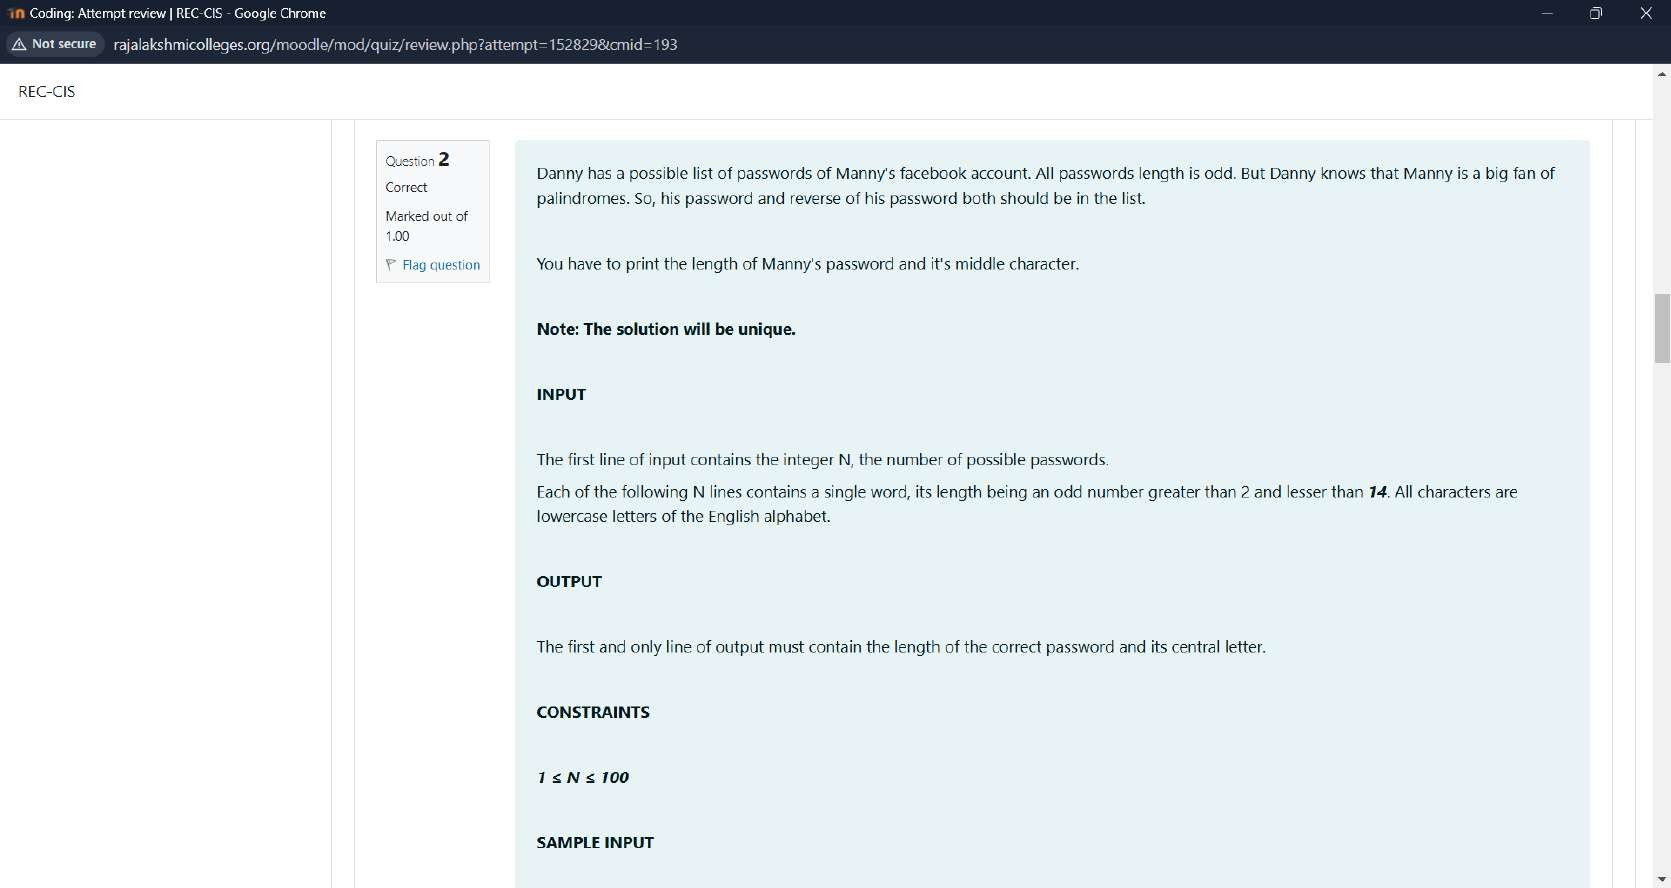 Coding: Attempt review | REC-CIS - Google Chrome
Not secure rajalakshmicolleges.org/moodle/mod/quiz/review.php?attempt=152829&cmid=193
REC-CIS
Question 2
Correct
Marked out of
1.00
Flag question
Danny has a possible list of passwords of Manny's facebook account. All passwords length is odd. But Danny knows that Manny is a big fan of
palindromes. So, his password and reverse of his password both should be in the list.
You have to print the length of Manny's password and it's middle character.
Note: The solution will be unique.
INPUT
The first line of input contains the integer N, the number of possible passwords.
Each of the following N lines contains a single word, its length being an odd number greater than 2 and lesser than 14. All characters are
lowercase letters of the English alphabet.
OUTPUT
The first and only line of output must contain the length of the correct password and its central letter.
CONSTRAINTS
1 ≤ N ≤ 100
SAMPLE INPUT